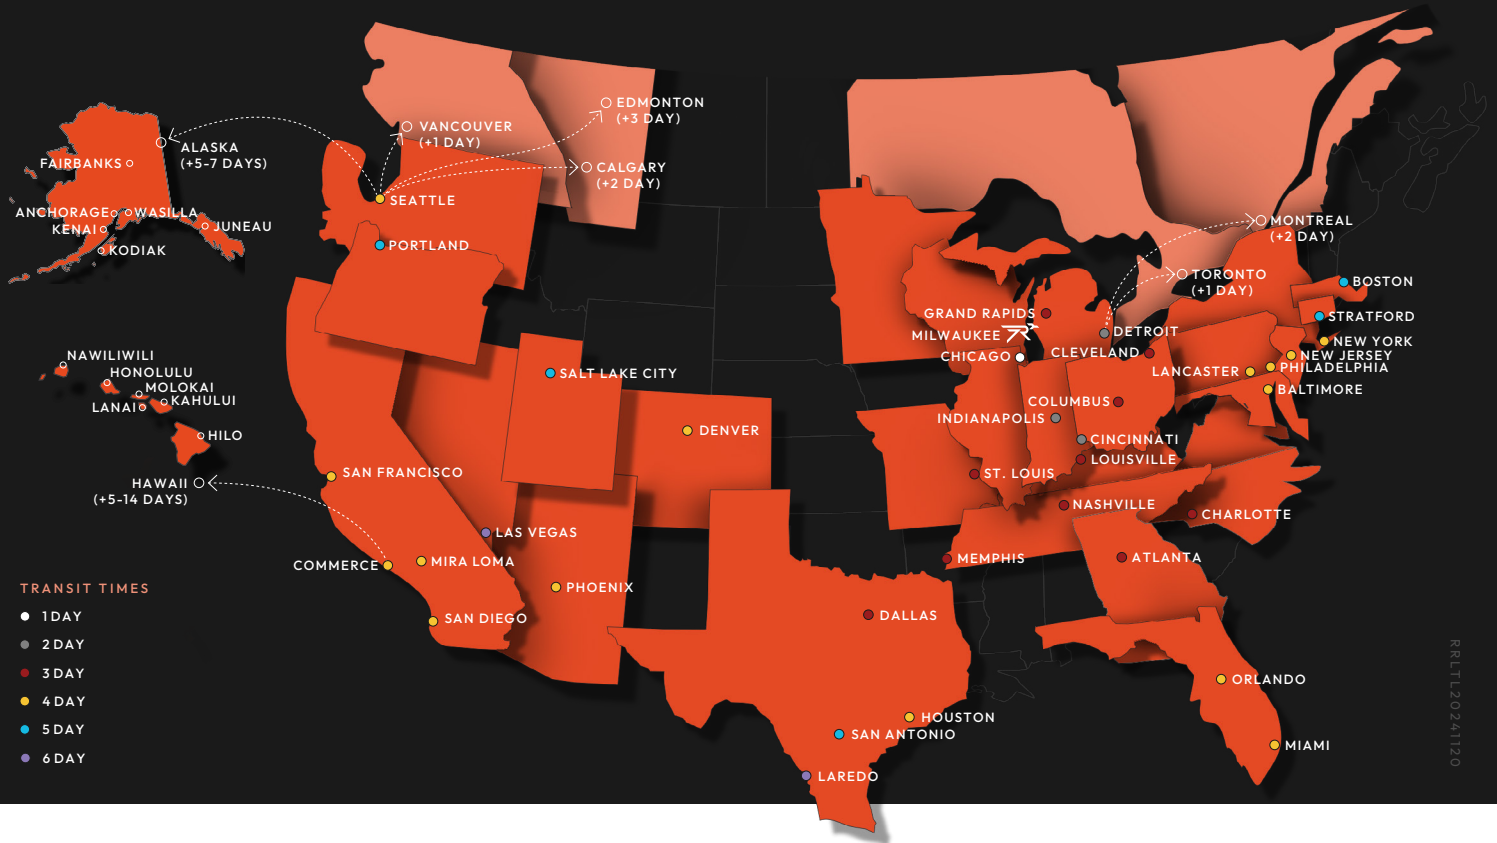 EDMONTON
(+3 DAY)
VANCOUVER
(+1 DAY)
ALASKA
(+5-7 DAYS)
FAIRBANKS
CALGARY
(+2 DAY)
SEATTLE
ANCHORAGE
WASILLA
JUNEAU
KENAI
KODIAK
PORTLAND
MONTREAL
(+2 DAY)
TORONTO
(+1 DAY)
BOSTON
STRATFORD
GRAND RAPIDS
MILWAUKEE
DETROIT
NEW YORK
CHICAGO
CLEVELAND
NEW JERSEY
LANCASTER
PHILADELPHIA
BALTIMORE
NAWILIWILI
HONOLULU
MOLOKAI
LANAI
KAHULUI
HILO
HAWAII
(+5-14 DAYS)
SALT LAKE CITY
DENVER
COLUMBUS
INDIANAPOLIS
CINCINNATI
LOUISVILLE
ST. LOUIS
SAN FRANCISCO
NASHVILLE
CHARLOTTE
LAS VEGAS
COMMERCE
MIRA LOMA
MEMPHIS
ATLANTA
PHOENIX
SAN DIEGO
DALLAS
ORLANDO
HOUSTON
SAN ANTONIO
MIAMI
LAREDO
TRANSIT TIMES
1 DAY
2 DAY
3 DAY
4 DAY
5 DAY
6 DAY
RRLTL20241120